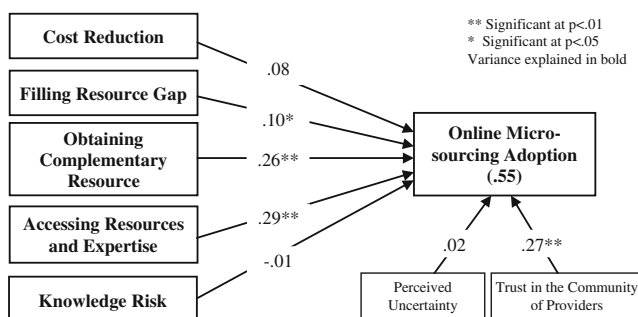 Cost Reduction
** Significant at p<.01
* Significant at p<.05
Variance explained in bold
.08
Filling Resource Gap
.10*
Obtaining
Complementary
Resource
.26**
Online Micro-
sourcing Adoption
(.55)
Accessing Resources
and Expertise
.29**
-.01
Knowledge Risk
.02
.27**
Perceived
Uncertainty
Trust in the Community
of Providers